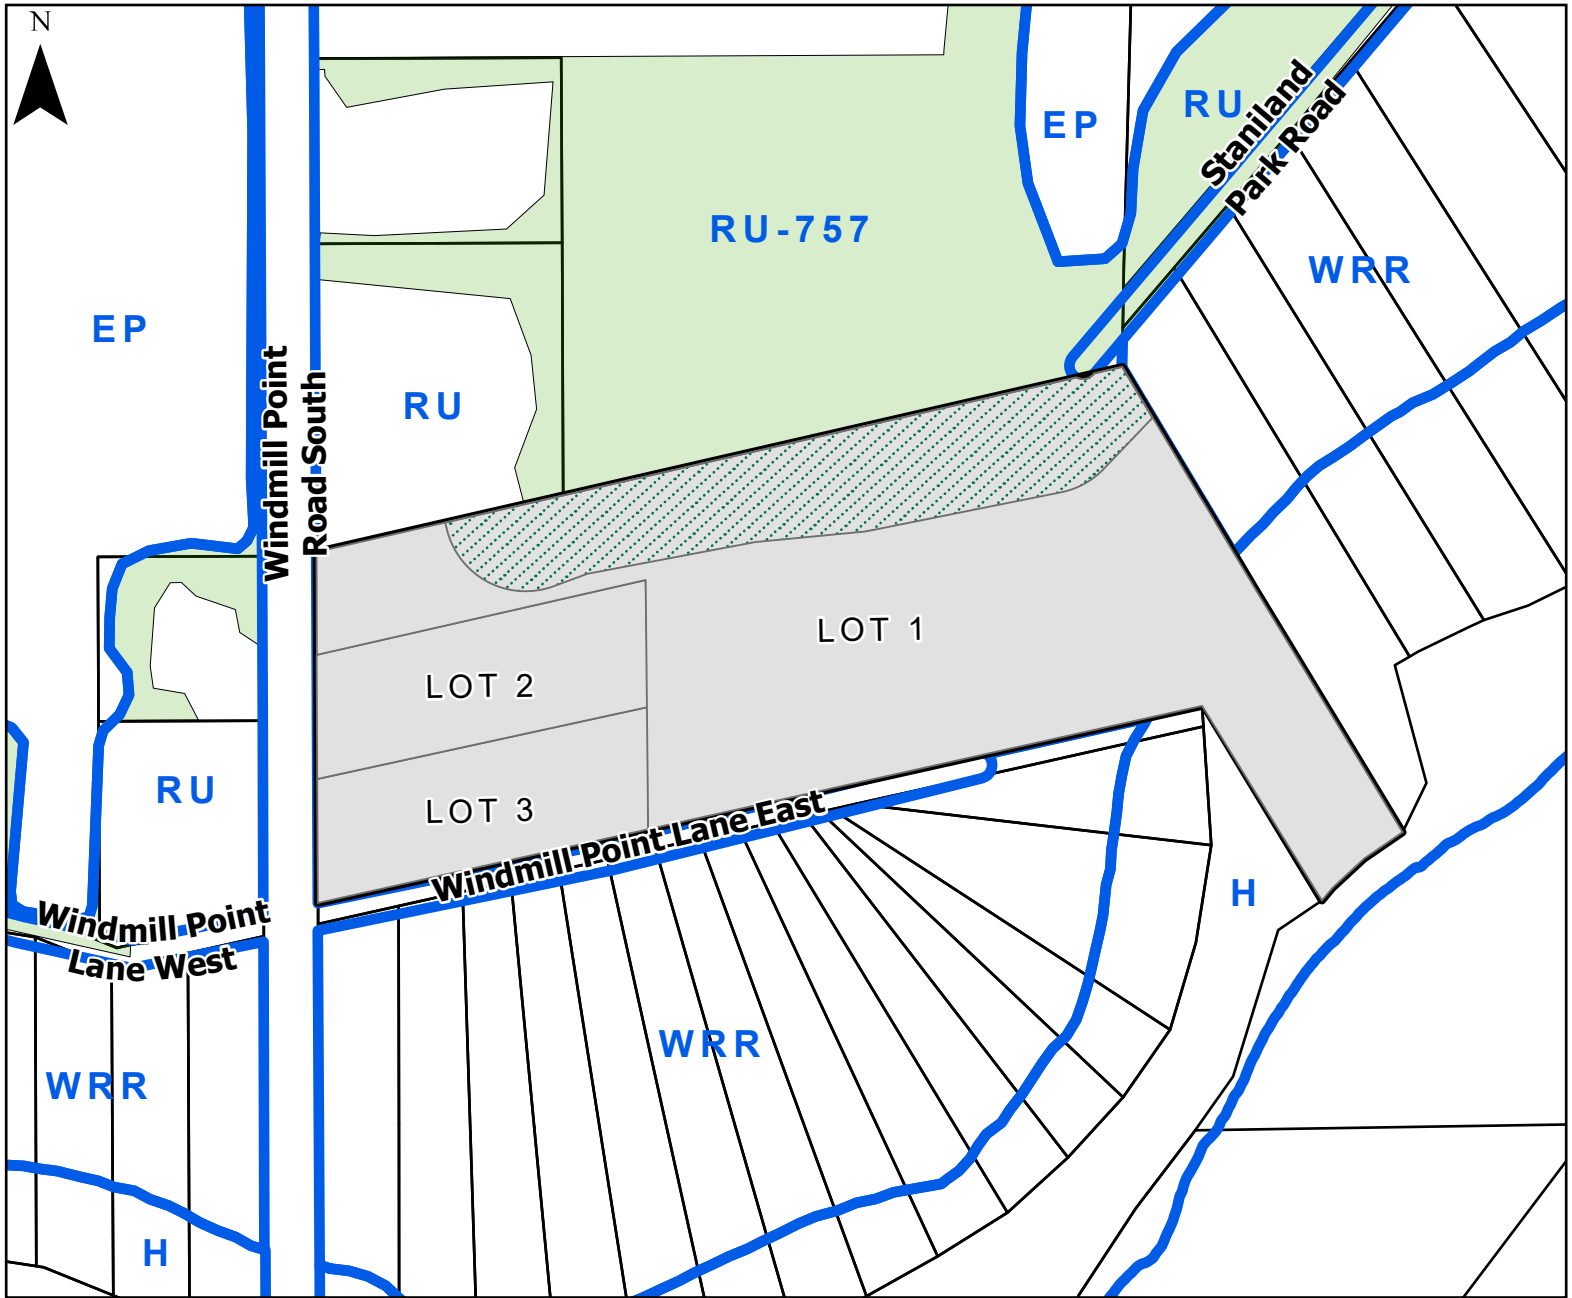 N
EP
RU
Staniland
Park Road
RU-757
WRR
EP
Windmill Point
Road South
RU
LOT 1
LOT 2
RU
LOT 3
Windmill Point Lane East
H
Windmill Point
Lane West
WRR
WRR
H